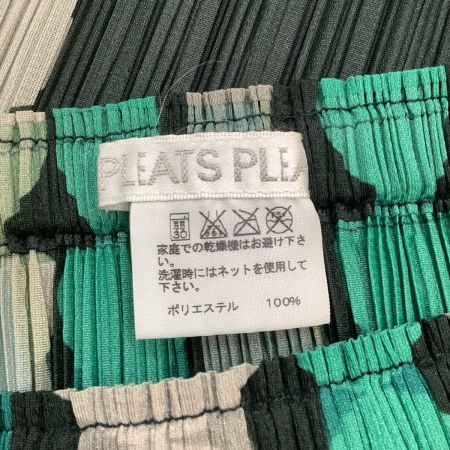 PLEATS PLEA
30
家庭での乾燥機はお避け下さ
い。
洗濯時にはネットを使用して
下さい。
ポリエステル 100%